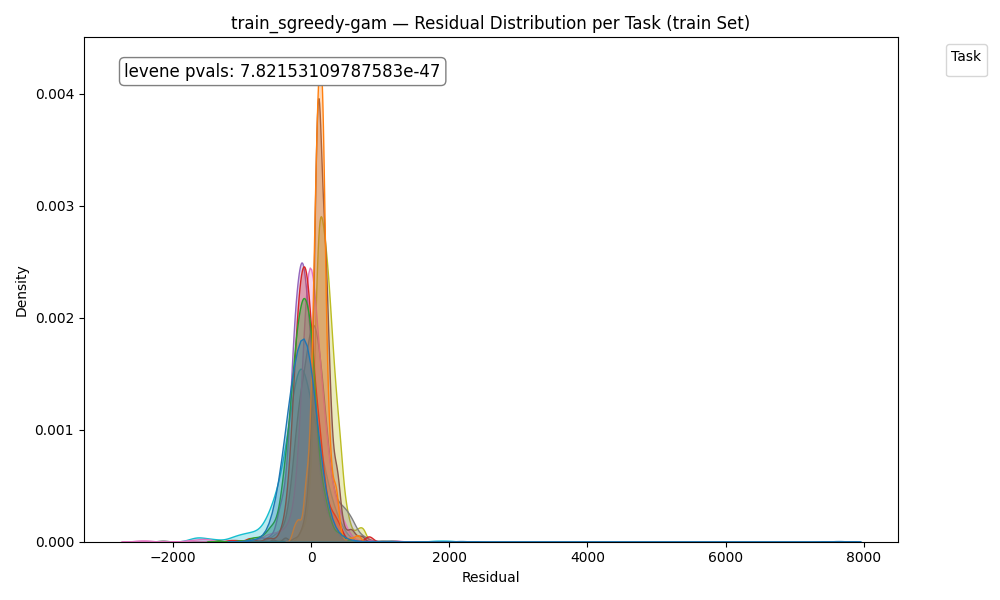 train_sgreedy-gam — Residual Distribution per Task (train Set)
levene pvals: 7.82153109787583e-47
Task
0.004
0.003
0.002
0.001
0.000
Density
−2000
0
2000
4000
6000
8000
Residual